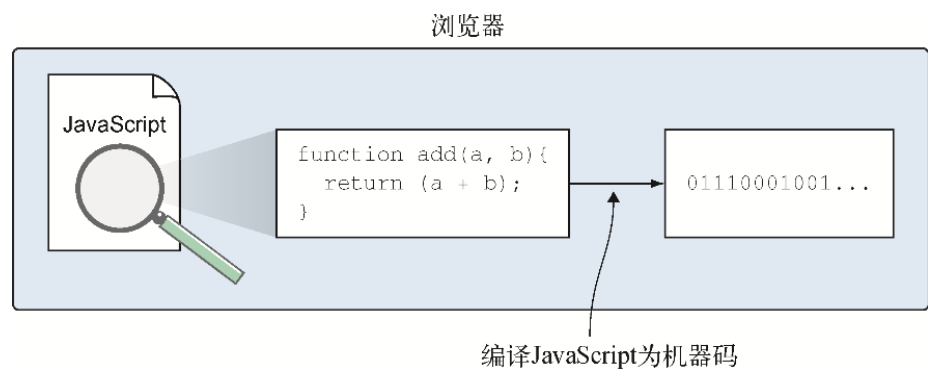 浏览器
JavaScript
function add(a, b){
return (a + b);
}
01110001001...
编译JavaScript为机器码